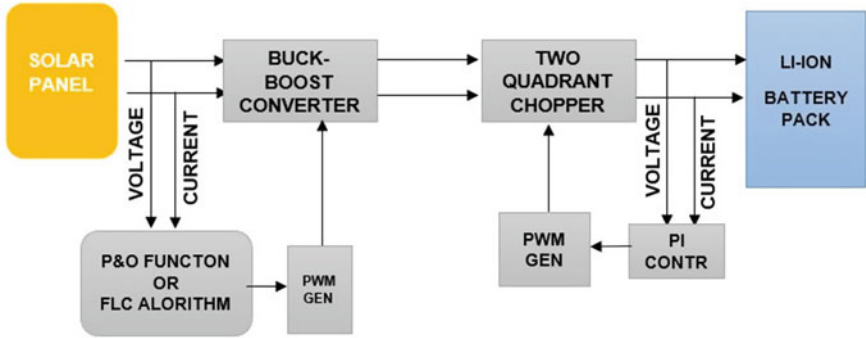 SOLAR
PANEL
BUCK-
BOOST
CONVERTER
TWO
QUADRANT
CHOPPER
LI-ION
BATTERY
PACK
VOLTAGE
CURRENT
VOLTAGE
CURRENT
P&O FUNCTON
OR
FLC ALORITHM
PWM
GEN
PWM
GEN
PI
CONTR